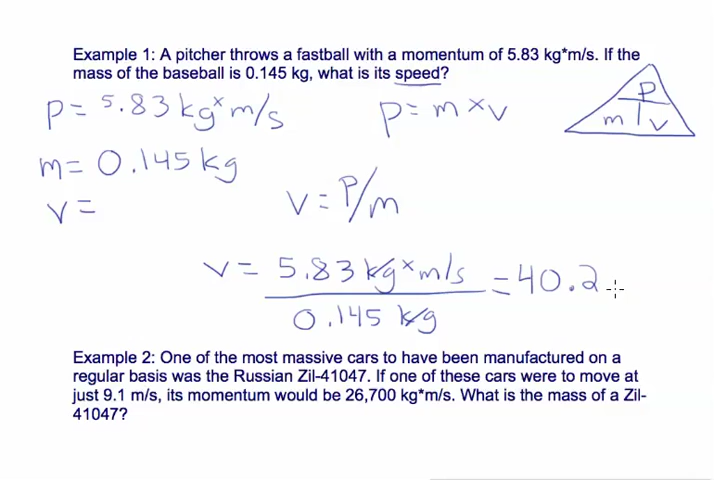 Example 1: A pitcher throws a fastball with a momentum of 5.83 kg*m/s. If the
mass of the baseball is 0.145 kg, what is its speed?
p = 5.83 kg x m/s
p = m x v
p
m v
m = 0.145 kg
v =
v = P/m
v = 5.83 kg x m/s = 40.2
0.145 kg
Example 2: One of the most massive cars to have been manufactured on a
regular basis was the Russian Zil-41047. If one of these cars were to move at
just 9.1 m/s, its momentum would be 26,700 kg*m/s. What is the mass of a Zil-
41047?